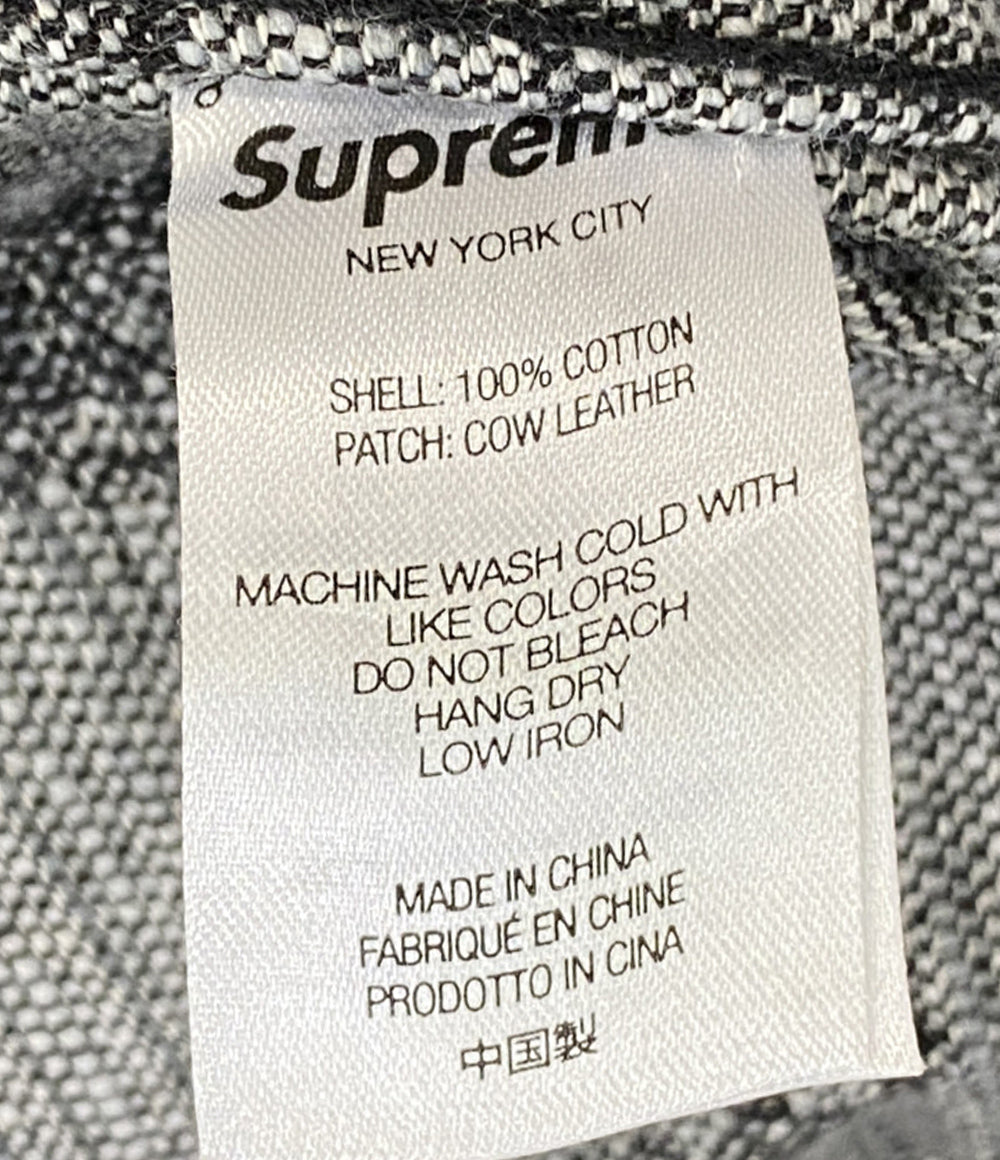 Suprem
NEW YORK CITY
SHELL: 100% COTTON
PATCH: COW LEATHER
MACHINE WASH COLD WITH
LIKE COLORS
DO NOT BLEACH
HANG DRY
LOW IRON
MADE IN CHINA
FABRIQUÉ EN CHINE
PRODOTTO IN CINA
中国製